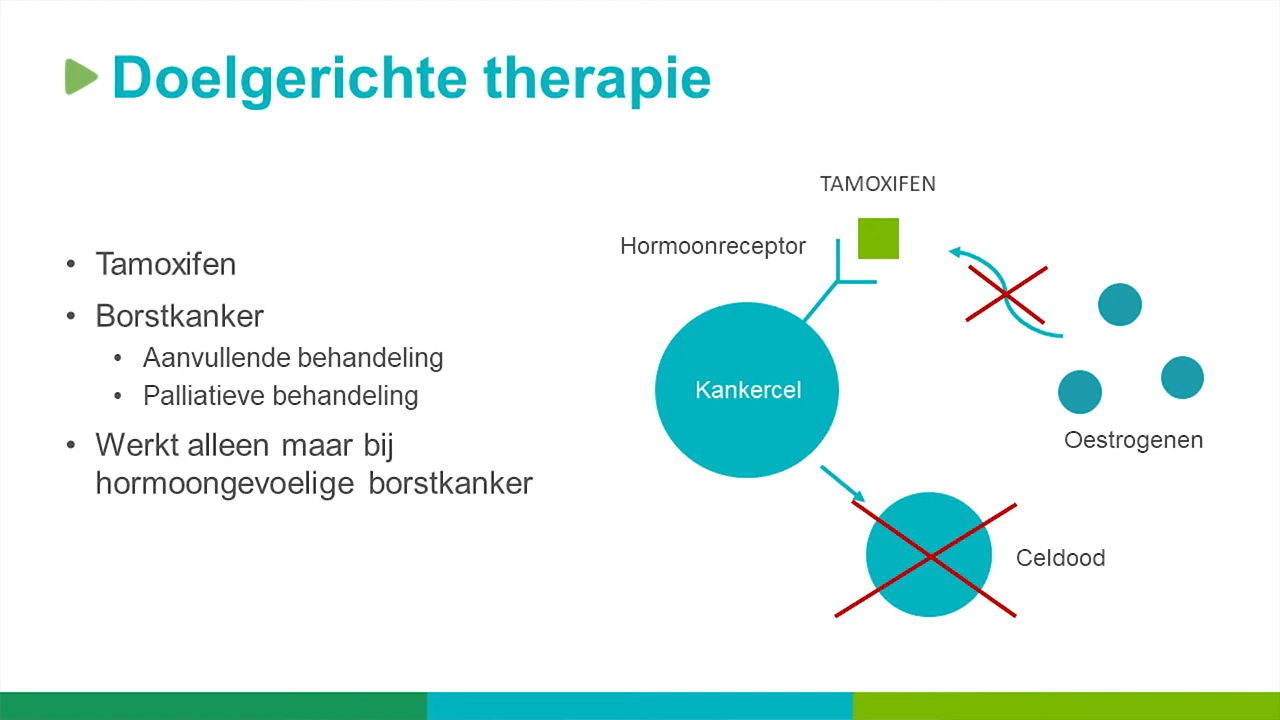 Doelgerichte therapie
• Tamoxifen
• Borstkanker
• Aanvullende behandeling
• Palliatieve behandeling
• Werkt alleen maar bij
hormoongevoelige borstkanker
TAMOXIFEN
Hormoonreceptor
Kankercel
Oestrogenen
Celdood